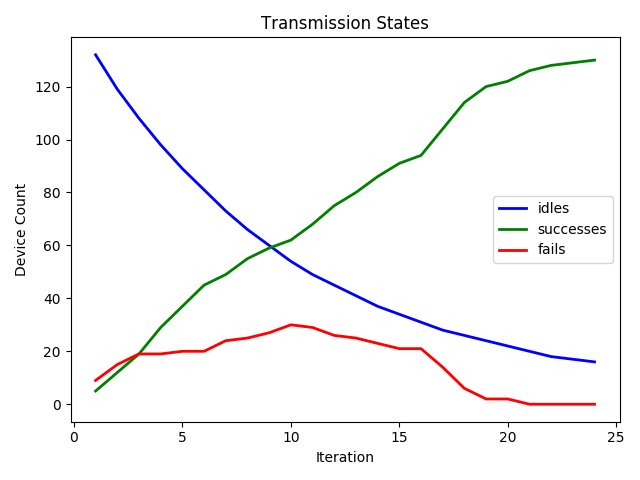 Transmission States
Device Count
120
100
80
60
40
20
0
idles
successes
fails
0 5 10 15 20 25
Iteration